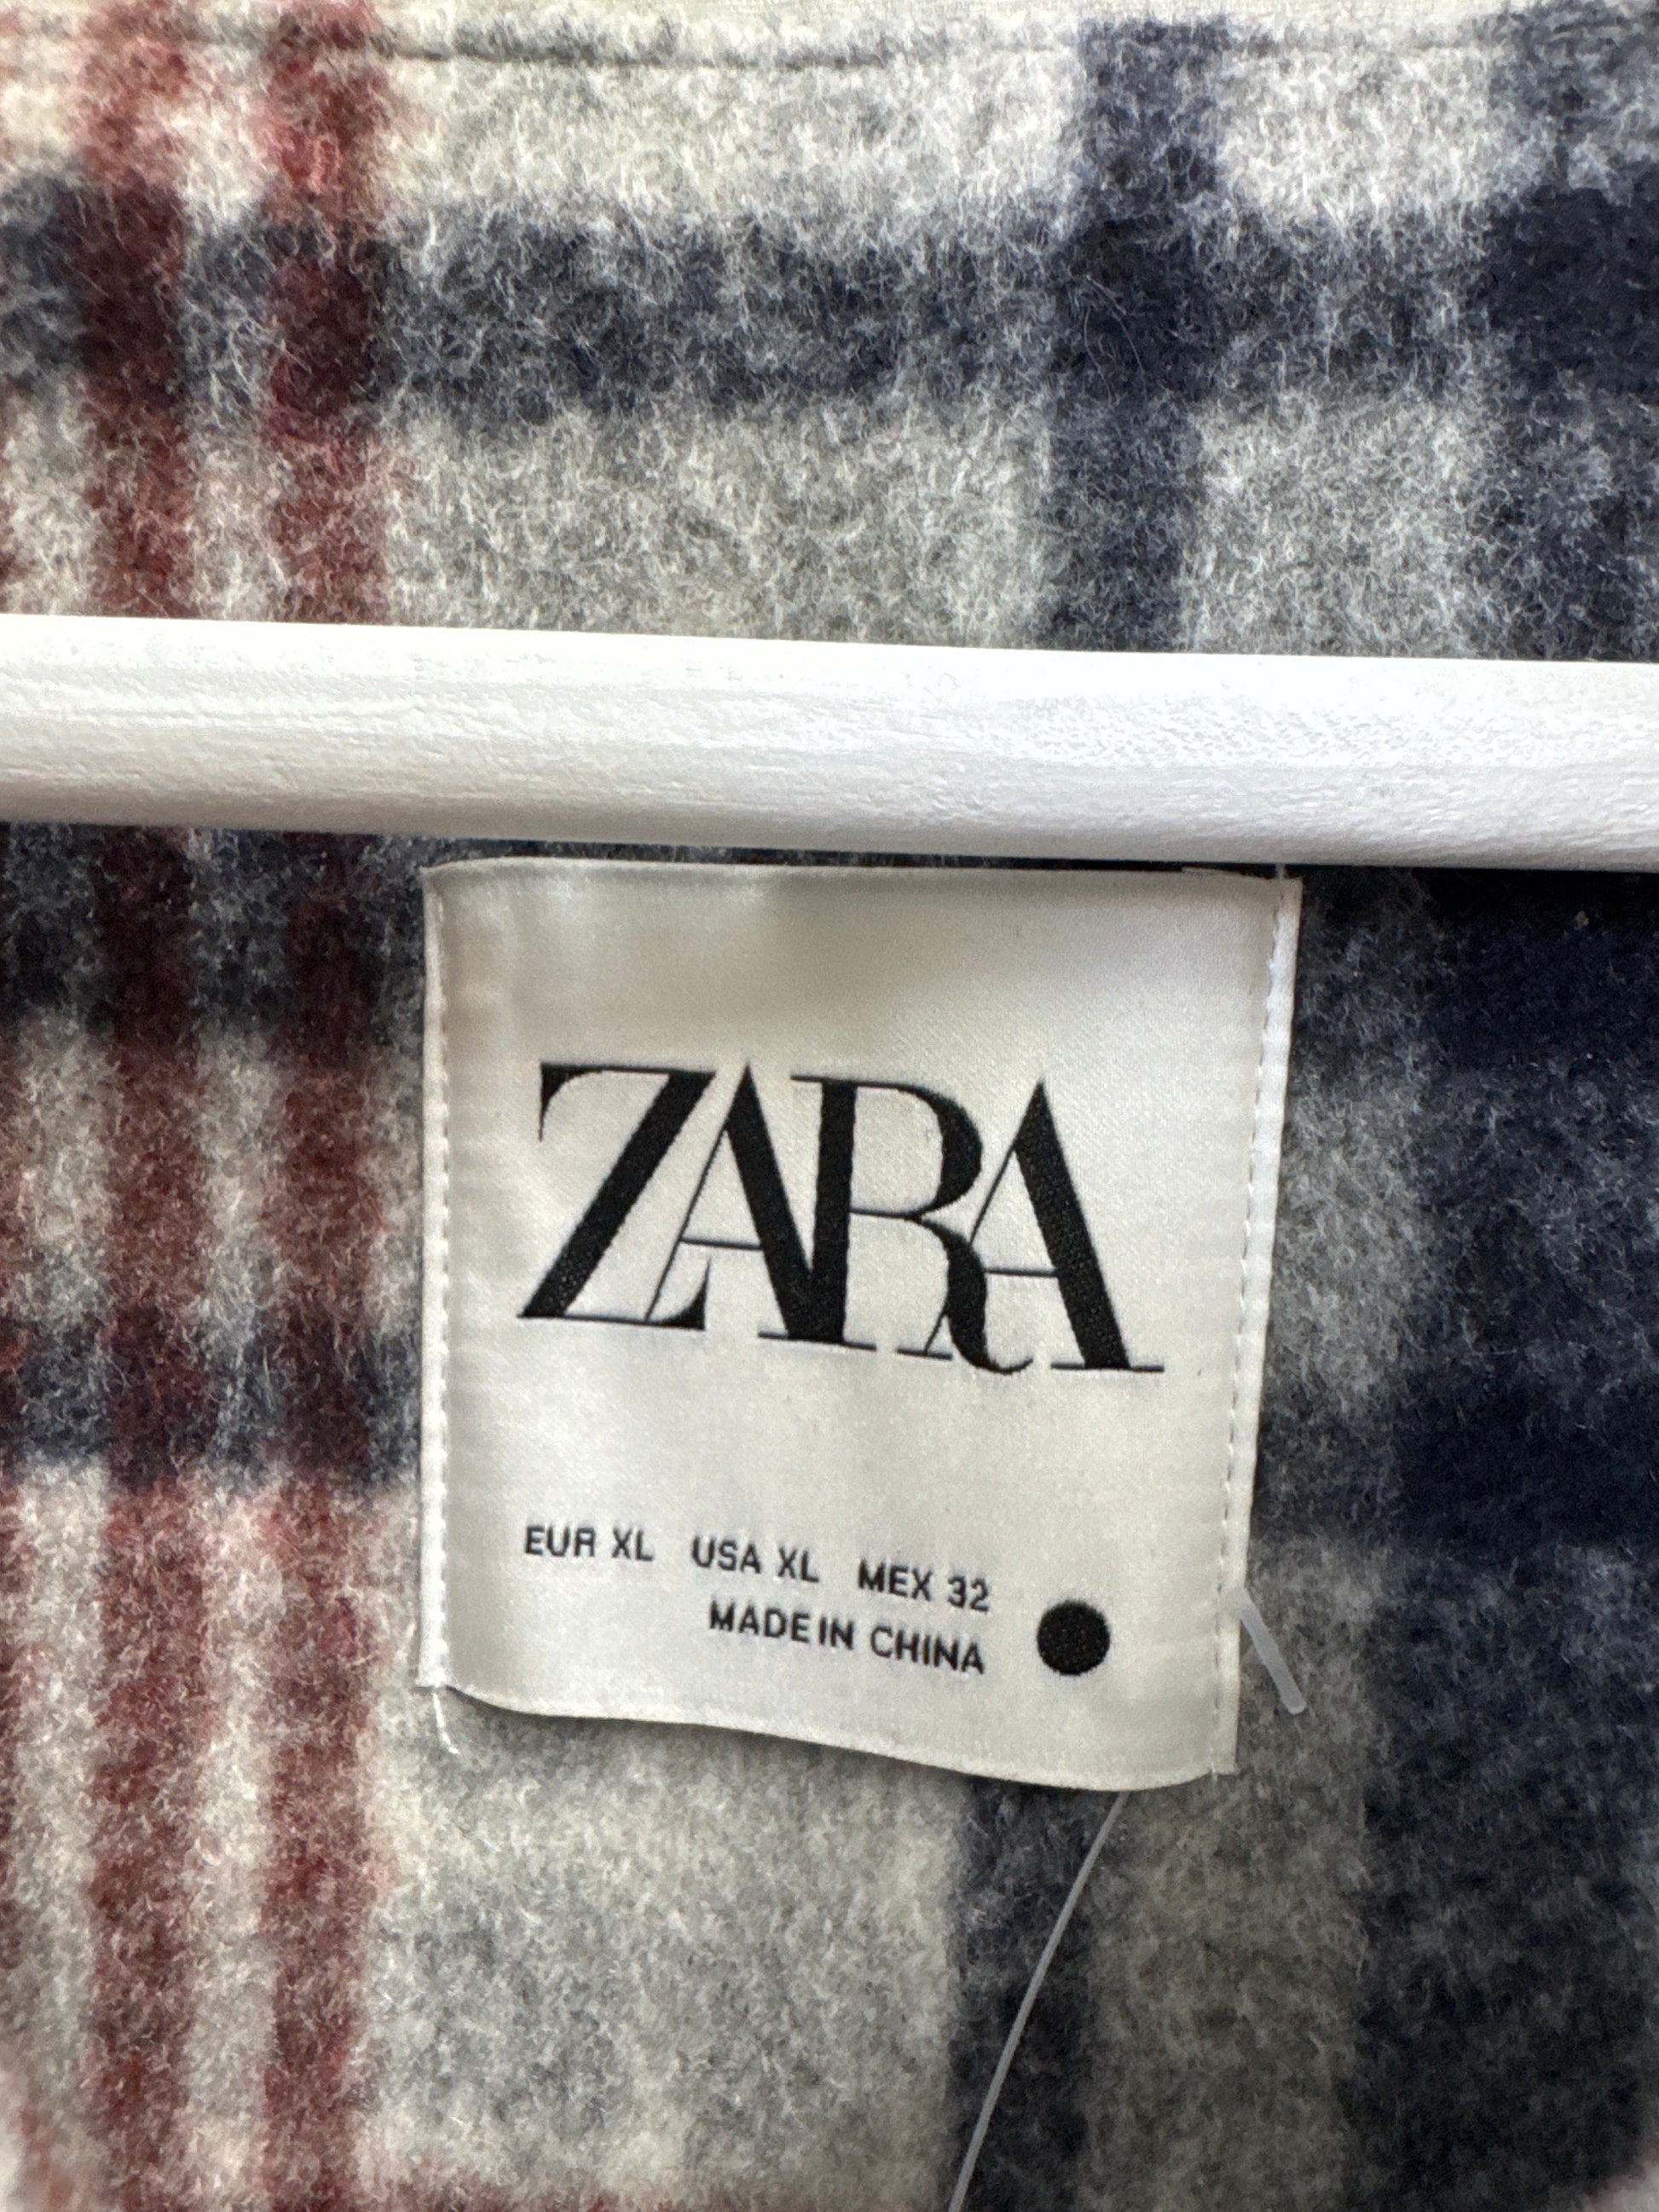 ZARA
EUR XL USA XL MEX 32
MADE IN CHINA